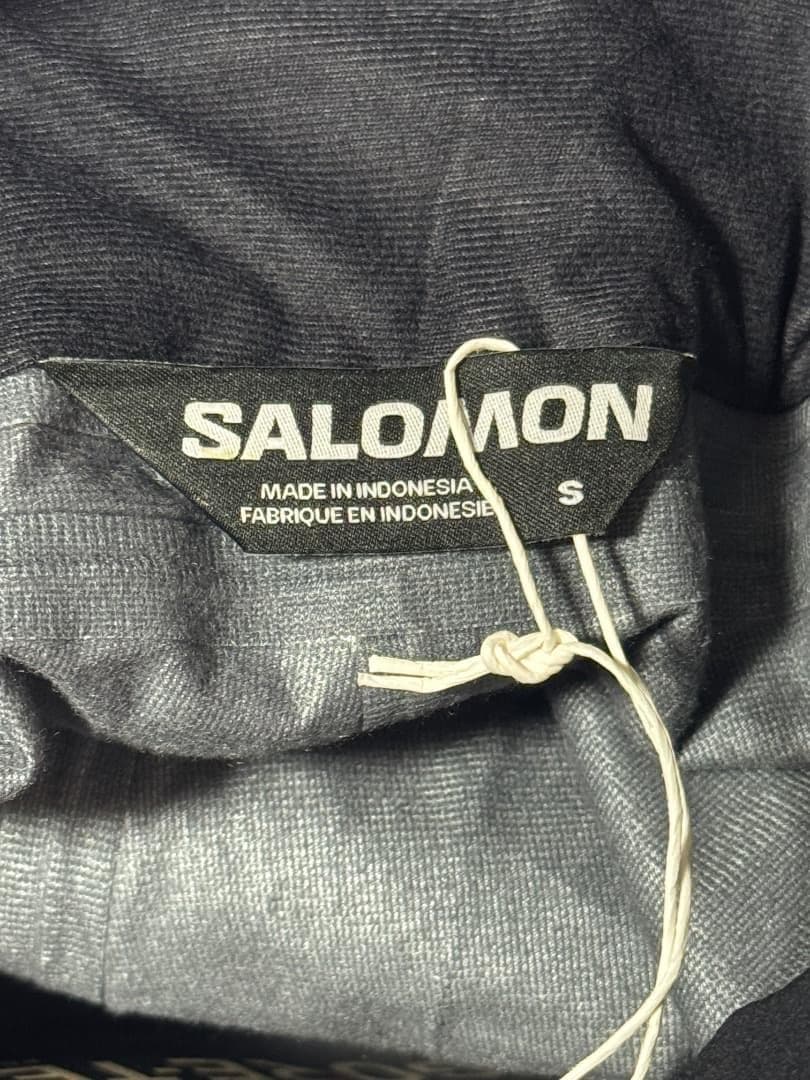 SALOMON
MADE IN INDONESIA
FABRIQUE EN INDONESIE
S